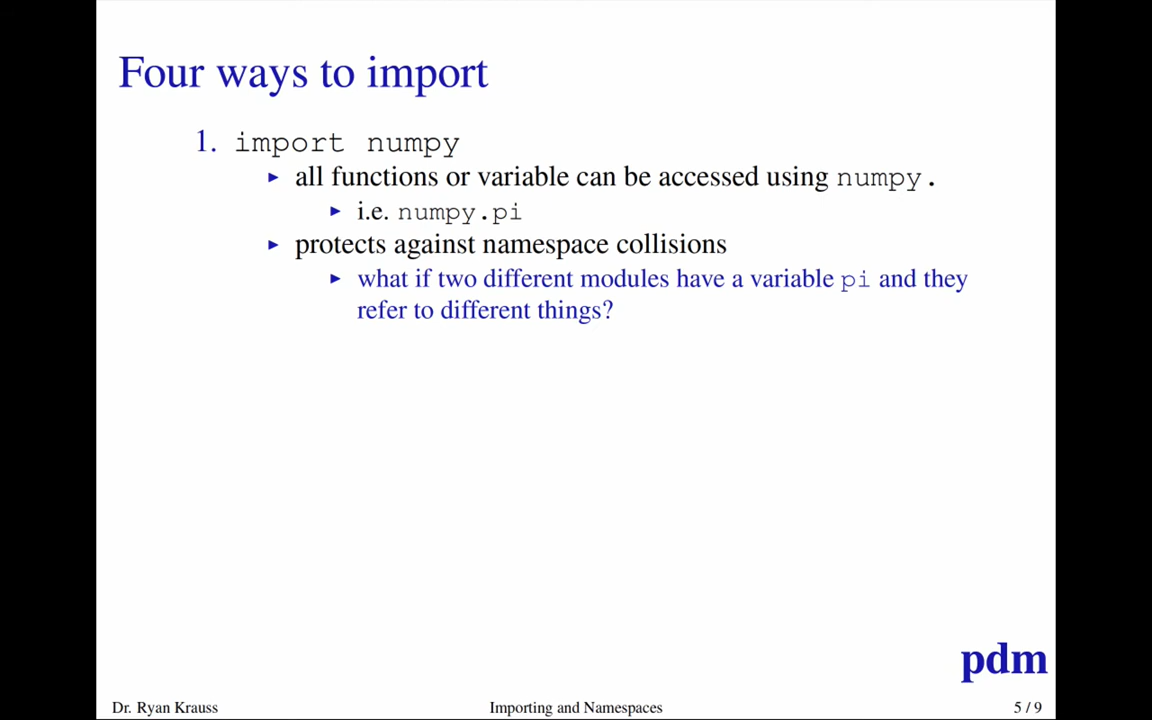 Four ways to import
1. import numpy
▸ all functions or variable can be accessed using numpy.
▸ i.e. numpy.pi
▸ protects against namespace collisions
▸ what if two different modules have a variable pi and they
refer to different things?
pdm
Dr. Ryan Krauss Importing and Namespaces 5 / 9